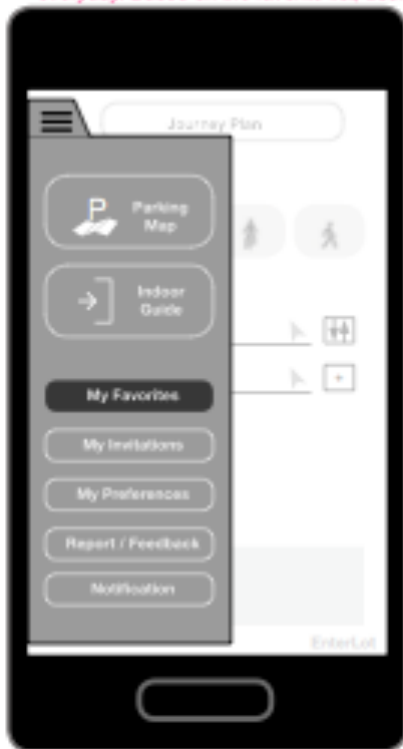 Journey Plan
P
Parking
Map
Indoor
Guide
My Favorites
My Invitations
My Preferences
Report / Feedback
Notification
EnterLot